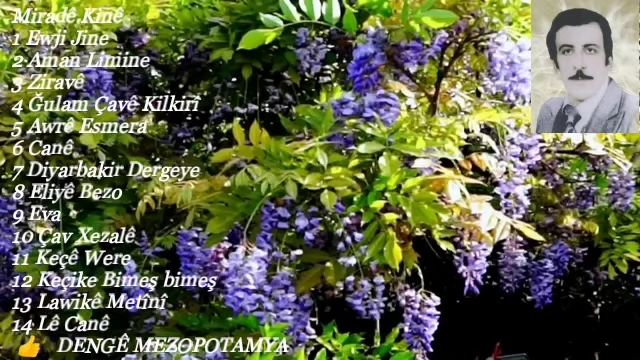 Miradê Kinê
1 Ewji Jine
2 Aman Limine
3 Ziravê
4 Gulam Çavê Kilkirî
5 Awrê Esmera
6 Canê
7 Diyarbakir Dergeye
8 Eliyê Bezo
9 Eva
10 Çav Xezalê
11 Keçê Were
12 Keçike Bimeş bimeş
13 Lawikê Metînî
14 Lê Canê
👍 DENGÊ MEZOPOTAMYA